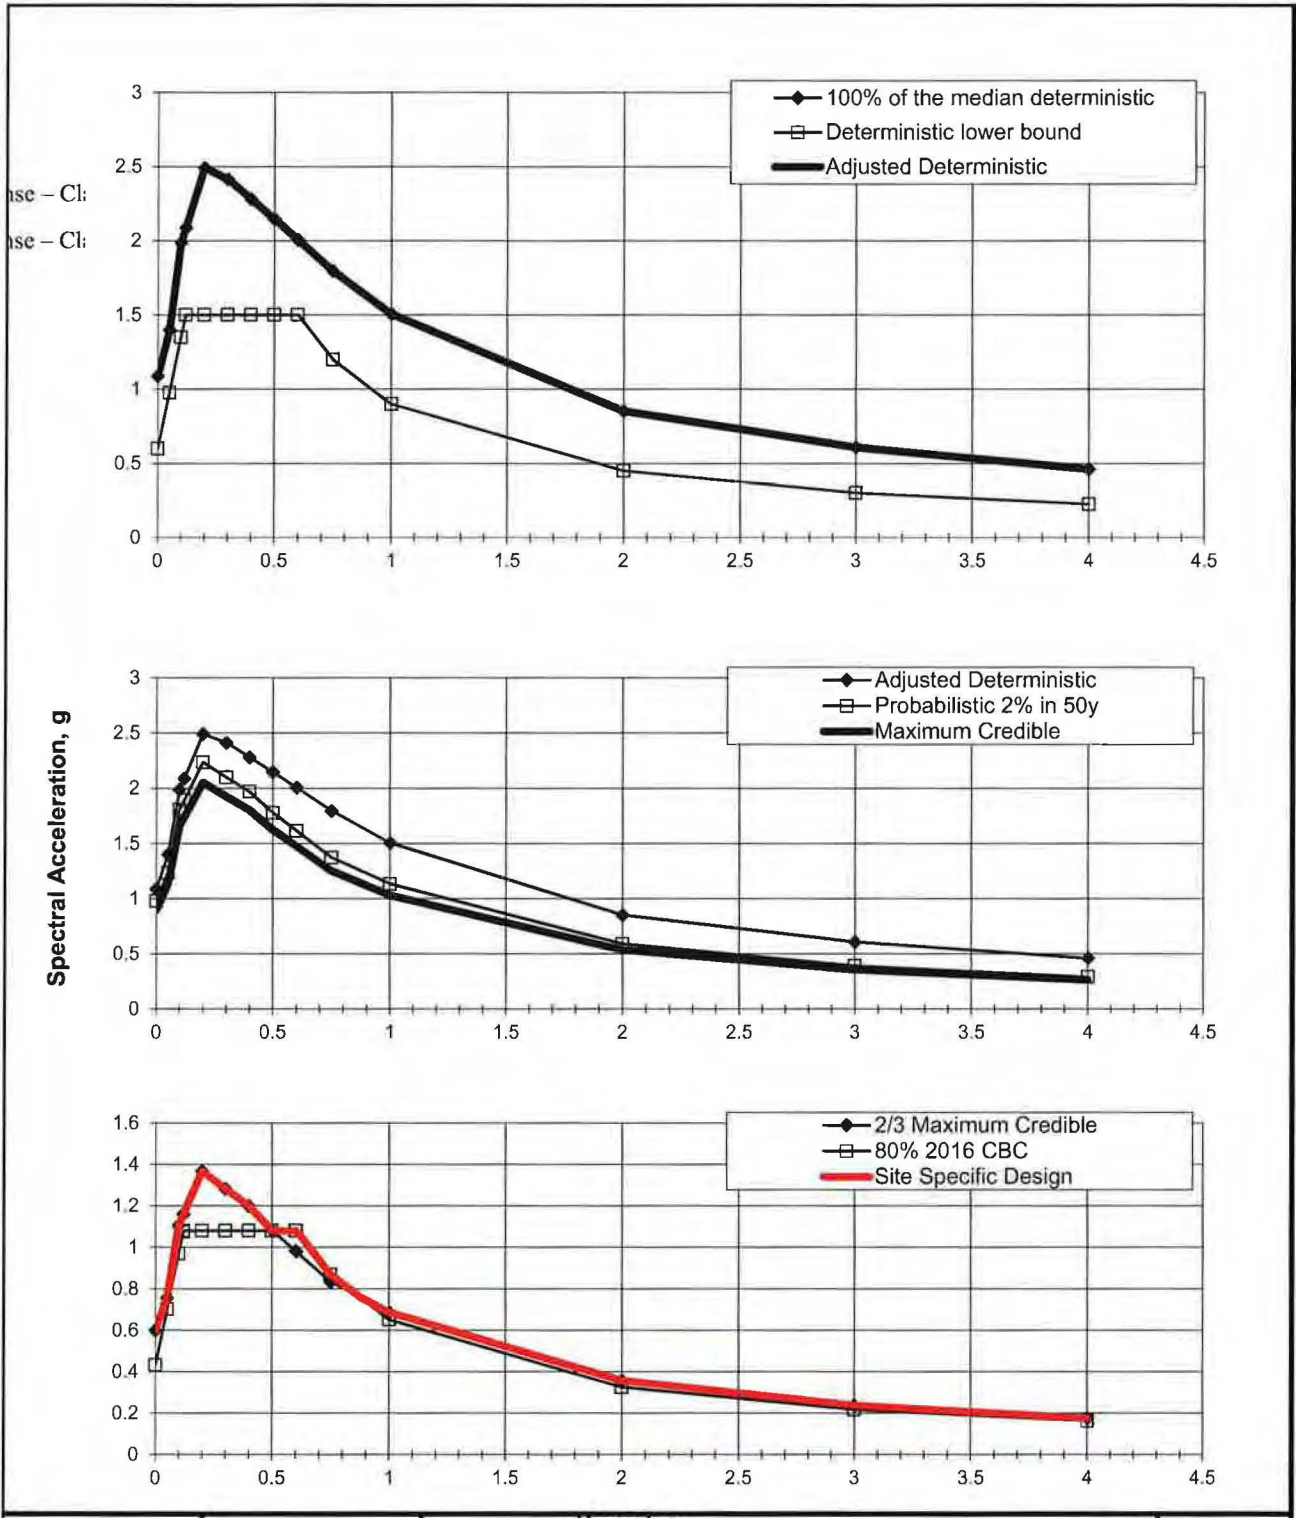 3
100% of the median deterministic
Deterministic lower bound
Adjusted Deterministic
2.5
2
1.5
1
0.5
0
0 0.5 1 1.5 2 2.5 3 3.5 4 4.5
Spectral Acceleration, g
3
Adjusted Deterministic
Probabilistic 2% in 50y
Maximum Credible
2.5
2
1.5
1
0.5
0
0 0.5 1 1.5 2 2.5 3 3.5 4 4.5
1.6
2/3 Maximum Credible
80% 2016 CBC
Site Specific Design
1.4
1.2
1
0.8
0.6
0.4
0.2
0
0 0.5 1 1.5 2 2.5 3 3.5 4 4.5